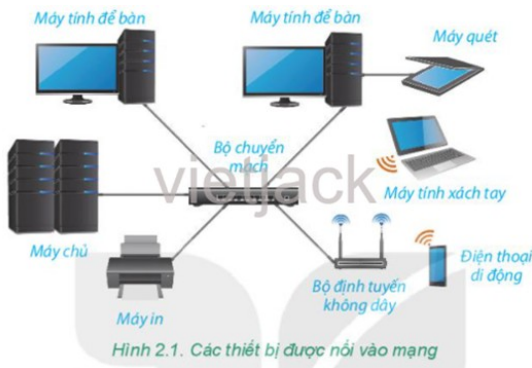 Máy tính để bàn
Máy tính để bàn
Máy quét
Bộ chuyển
mạch
vietjack
Máy tính xách tay
Máy chủ
Điện thoại
di động
Bộ định tuyến
không dây
Máy in
Hình 2.1. Các thiết bị được nối vào mạng